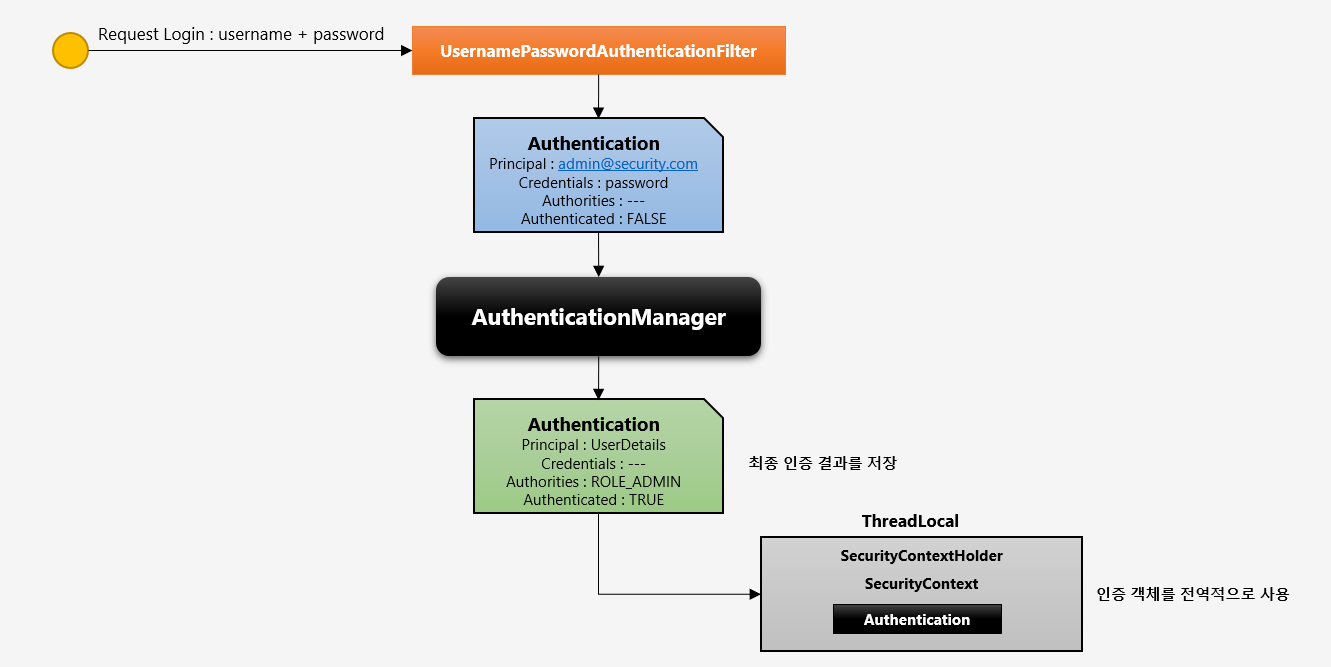 Request Login : username + password
UsernamePasswordAuthenticationFilter
Authentication
Principal : admin@security.com
Credentials : password
Authorities : ---
Authenticated : FALSE
AuthenticationManager
Authentication
Principal : UserDetails
Credentials : ---
Authorities : ROLE_ADMIN
Authenticated : TRUE
최종 인증 결과를 저장
ThreadLocal
SecurityContextHolder
SecurityContext
Authentication
인증 객체를 전역적으로 사용